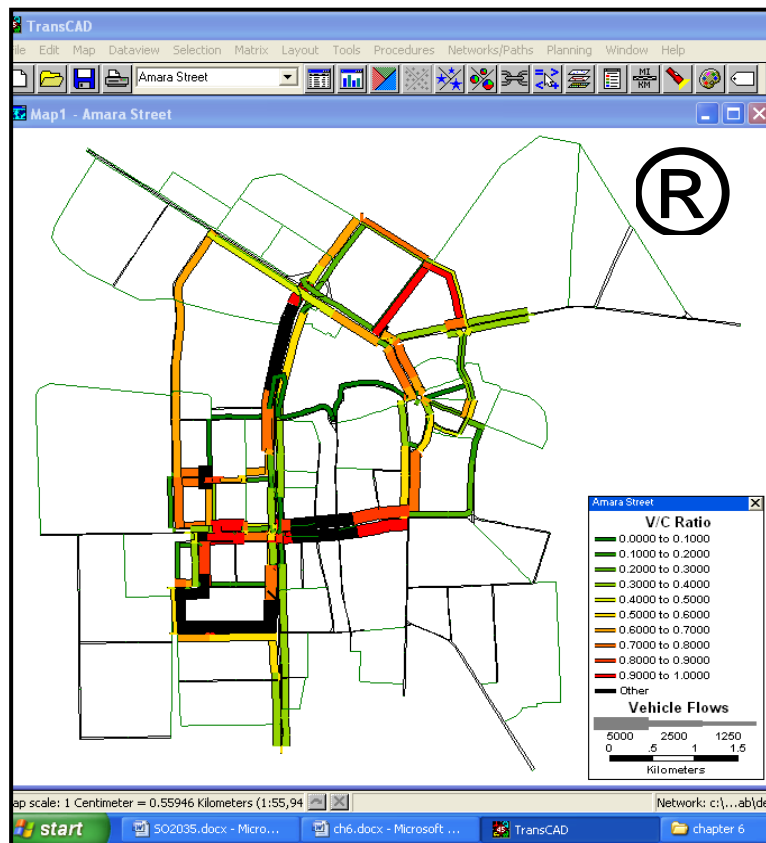 TransCAD
ile Edit Map Dataview Selection Matrix Layout Tools Procedures Networks/Paths Planning Window Help
Amara Street
MI
KM
Map1 - Amara Street
®
Amara Street
V/C Ratio
0.0000 to 0.1000
0.1000 to 0.2000
0.2000 to 0.3000
0.3000 to 0.4000
0.4000 to 0.5000
0.5000 to 0.6000
0.6000 to 0.7000
0.7000 to 0.8000
0.8000 to 0.9000
0.9000 to 1.0000
Other
Vehicle Flows
5000 2500 1250
0 .5 1 1.5
Kilometers
ap scale: 1 Centimeter = 0.55946 Kilometers (1:55,94
Network: c:\...ab\de
start
SO2035.docx - Micro...
ch6.docx - Microsoft ...
TransCAD
chapter 6